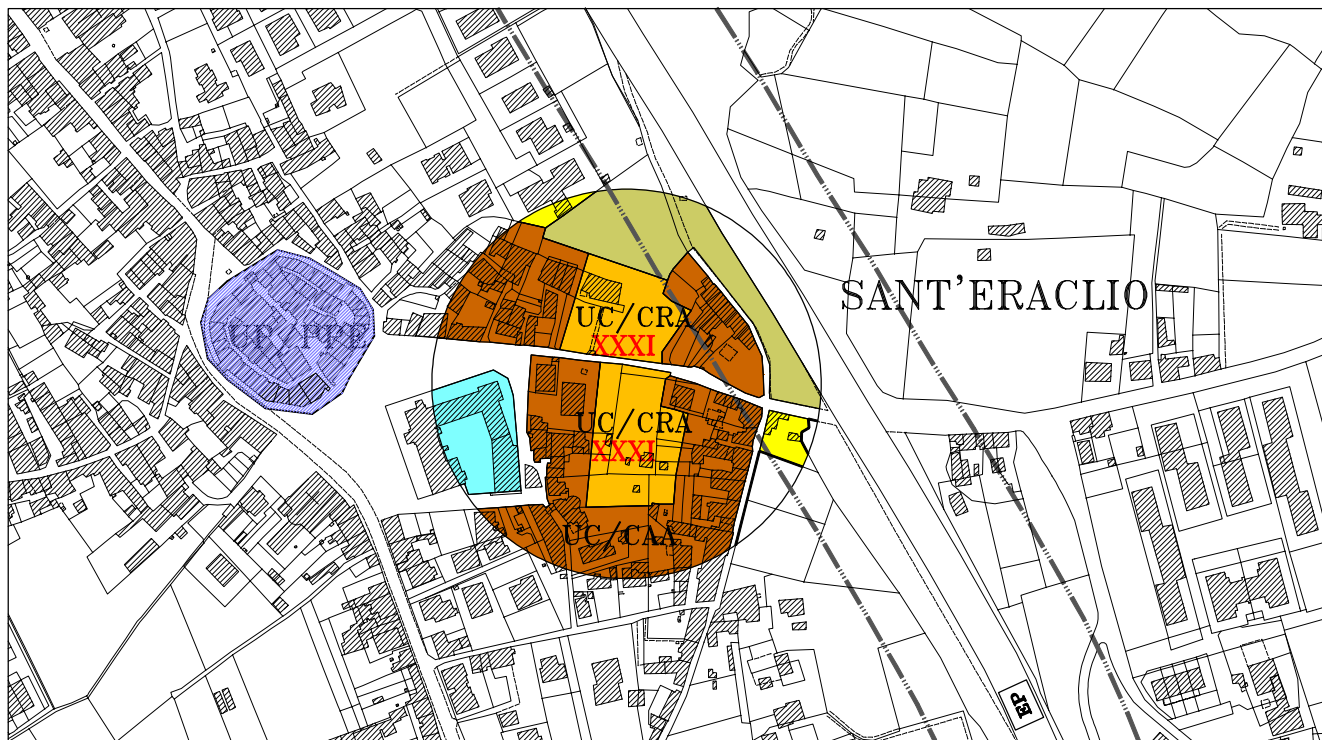 SANT'ERACLIO
UC/CRA
XXXI
UP/PPE
UC/CRA
XXXI
UC/CAA
EP